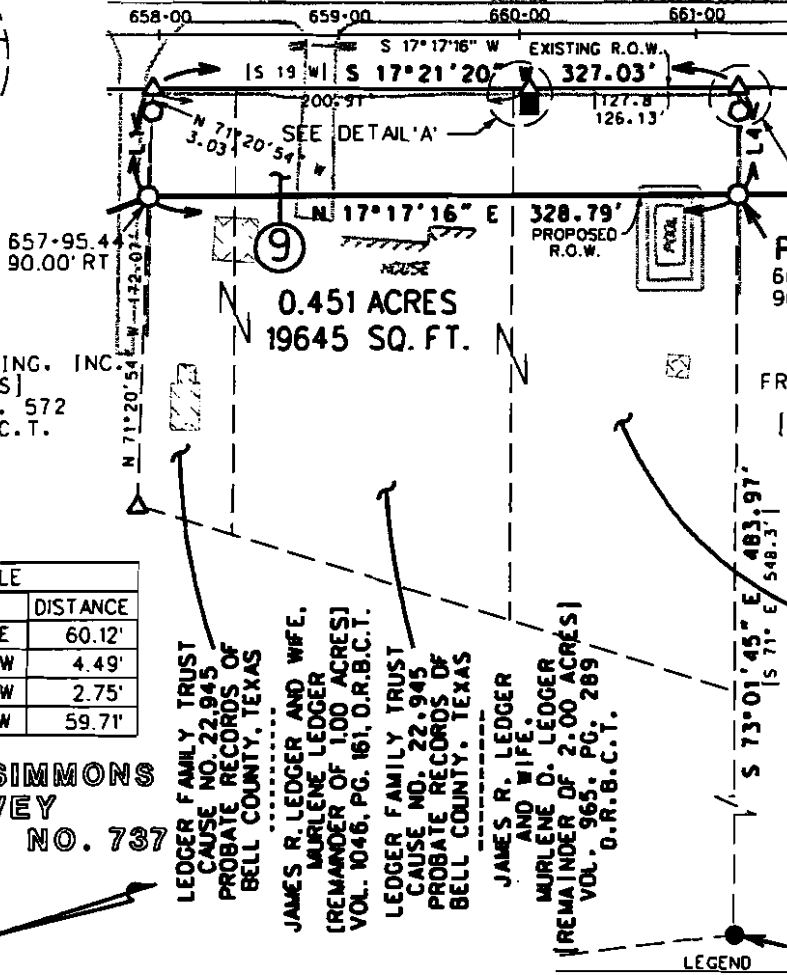 658+00
659+00
660+00
661+00
S 17°17'16" W
EXISTING R.O.W.
[S 19 W]
S 17°21'20" W
327.03'
200.91'
127.8
126.13'
N 71°20'54" W
3.03'
SEE DETAIL 'A'
L1
L4
N 17°17'16" E
328.79'
PROPOSED
R.O.W.
POOL
657+95.44
90.00' RT
9
HOUSE
0.451 ACRES
19645 SQ. FT.
N 71°20'54" W 172.07'
ING. INC.
S]
. 572
C.T.
FR
[
S 73°01'45" E 483.97'
[S 71° E 548.3']
LE
DISTANCE
E 60.12'
W 4.49'
W 2.75'
W 59.71'
SIMMONS
VEY
NO. 737
LEDGER FAMILY TRUST
CAUSE NO. 22,945
PROBATE RECORDS OF
BELL COUNTY, TEXAS
JAMES R. LEDGER AND WIFE,
MURLENE LEDGER
[REMAINDER OF 1.00 ACRES]
VOL. 1046, PG. 161, O.R.B.C.T.
LEDGER FAMILY TRUST
CAUSE NO. 22,945
PROBATE RECORDS OF
BELL COUNTY, TEXAS
JAMES R. LEDGER
AND WIFE,
MURLENE D. LEDGER
[REMAINDER OF 2.00 ACRES]
VOL. 965, PG. 289
D.R.B.C.T.
LEGEND